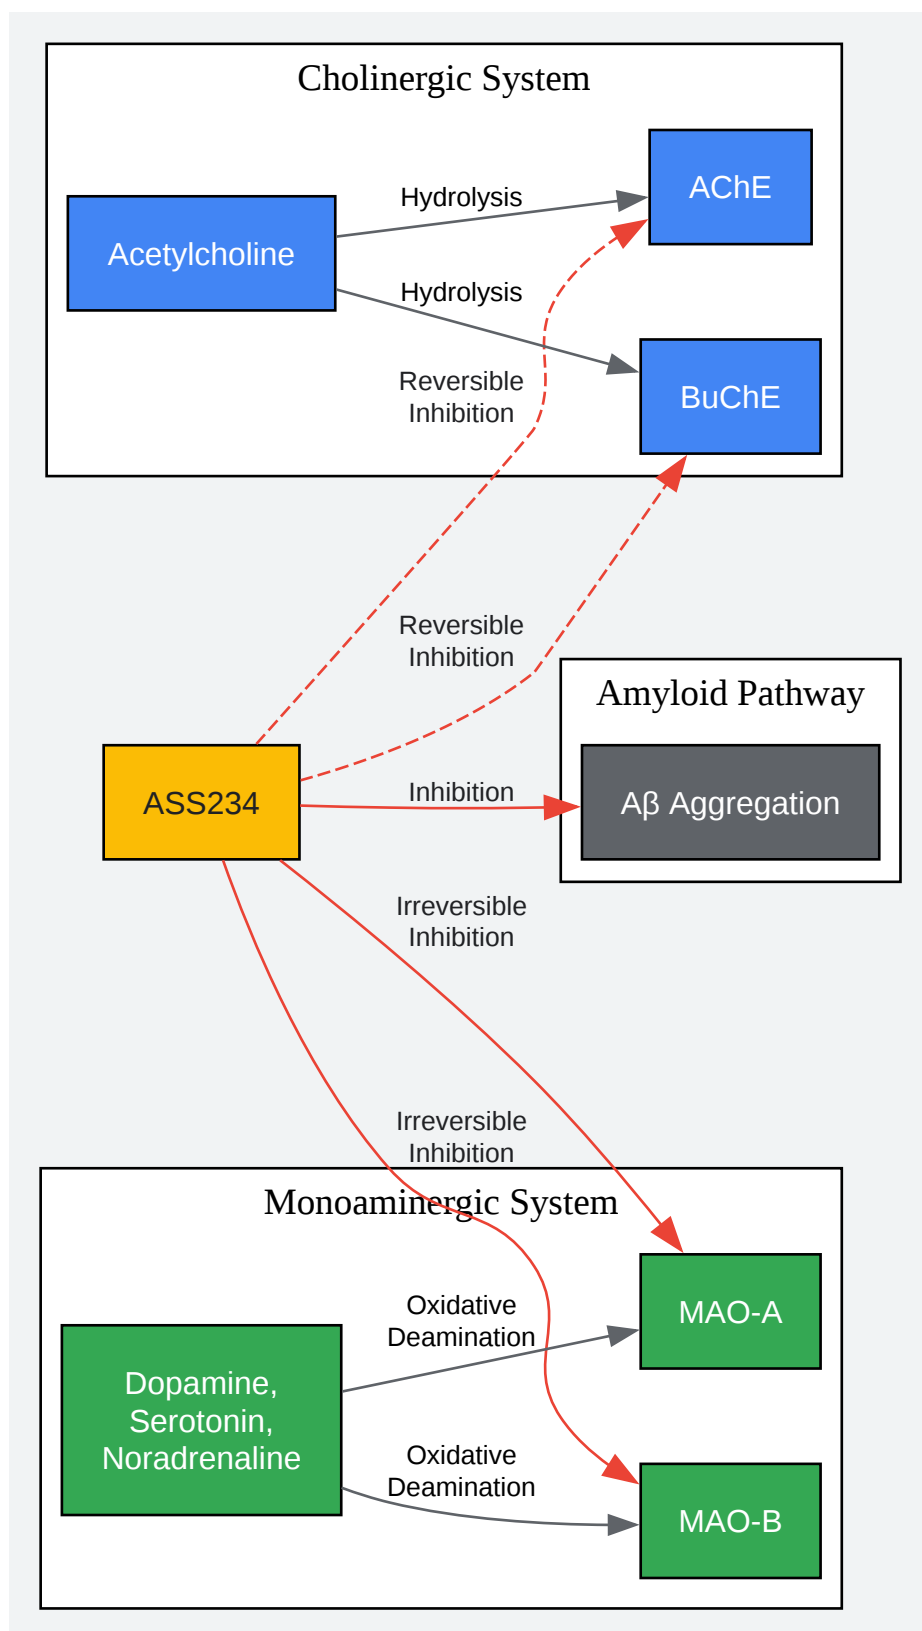 Cholinergic System
Acetylcholine
Hydrolysis
Hydrolysis
AChE
BuChE
Reversible
Inhibition
Reversible
Inhibition
ASS234
Inhibition
Amyloid Pathway
Aβ Aggregation
Irreversible
Inhibition
Irreversible
Inhibition
Monoaminergic System
Dopamine,
Serotonin,
Noradrenaline
Oxidative
Deamination
Oxidative
Deamination
MAO-A
MAO-B